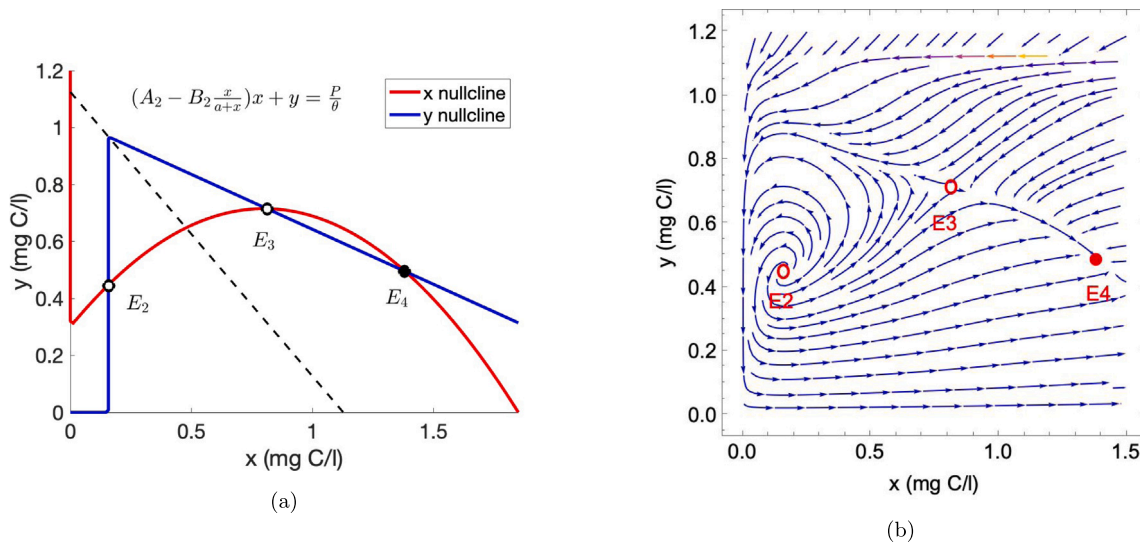 1.2
1
0.8
0.6
0.4
0.2
0
y (mg C/l)
(A₂ − B₂ x/(a+x))x + y = P/θ
x nullcline
y nullcline
E₂
E₃
E₄
0
0.5
1
1.5
x (mg C/l)
(a)
1.2
1.0
0.8
0.6
0.4
0.2
0.0
y (mg C/l)
E3
E2
E4
0.0
0.5
1.0
1.5
x (mg C/l)
(b)